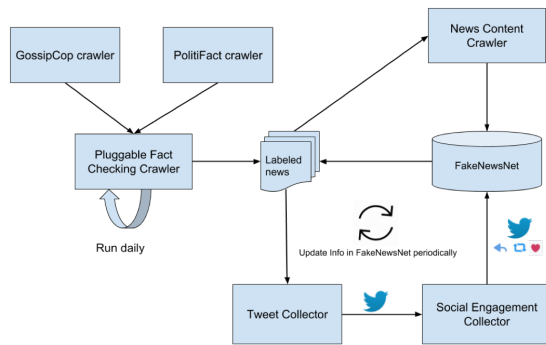 GossipCop crawler
PolitiFact crawler
News Content
Crawler
Pluggable Fact
Checking Crawler
Labeled
news
FakeNewsNet
Run daily
Update Info in FakeNewsNet periodically
Tweet Collector
Social Engagement
Collector